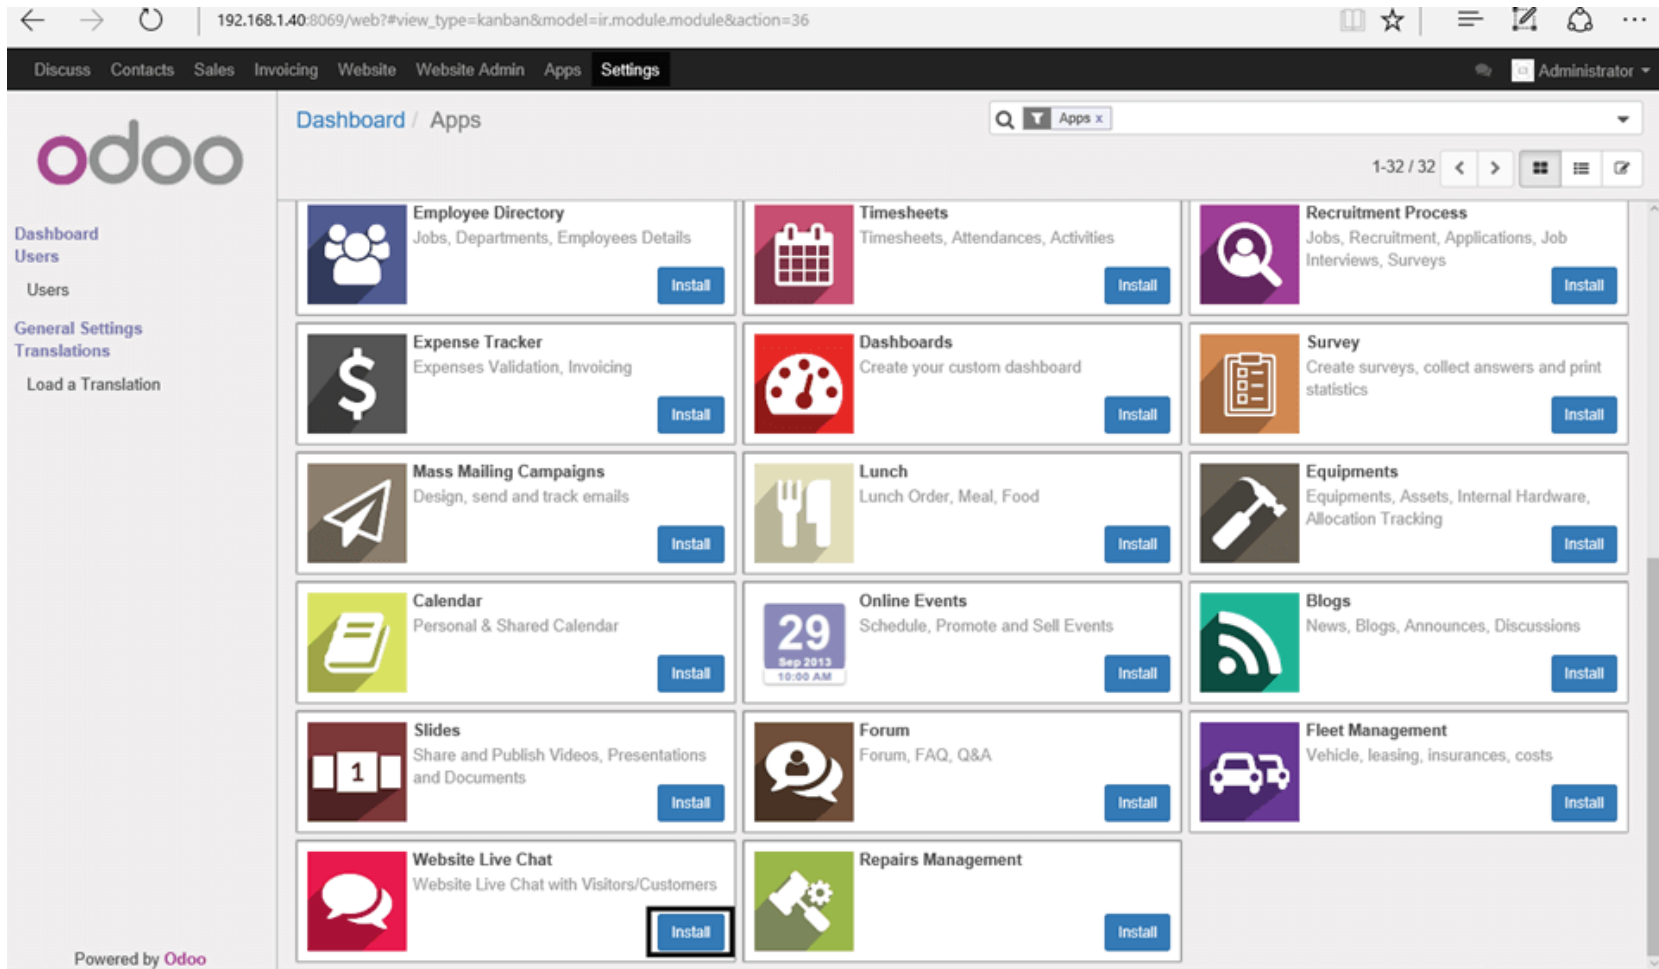 192.168.1.40:8069/web?#view_type=kanban&model=ir.module.module&action=36
Discuss Contacts Sales Invoicing Website Website Admin Apps Settings Administrator
odoo
Dashboard
Users
Users
General Settings
Translations
Load a Translation
Powered by Odoo
Dashboard / Apps
Apps x
1-32 / 32
Employee Directory
Jobs, Departments, Employees Details
Install
Timesheets
Timesheets, Attendances, Activities
Install
Recruitment Process
Jobs, Recruitment, Applications, Job
Interviews, Surveys
Install
Expense Tracker
Expenses Validation, Invoicing
Install
Dashboards
Create your custom dashboard
Install
Survey
Create surveys, collect answers and print
statistics
Install
Mass Mailing Campaigns
Design, send and track emails
Install
Lunch
Lunch Order, Meal, Food
Install
Equipments
Equipments, Assets, Internal Hardware,
Allocation Tracking
Install
Calendar
Personal & Shared Calendar
Install
29
Sep 2013
10:00 AM
Online Events
Schedule, Promote and Sell Events
Install
Blogs
News, Blogs, Announces, Discussions
Install
1
Slides
Share and Publish Videos, Presentations
and Documents
Install
Forum
Forum, FAQ, Q&A
Install
Fleet Management
Vehicle, leasing, insurances, costs
Install
Website Live Chat
Website Live Chat with Visitors/Customers
Install
Repairs Management
Install